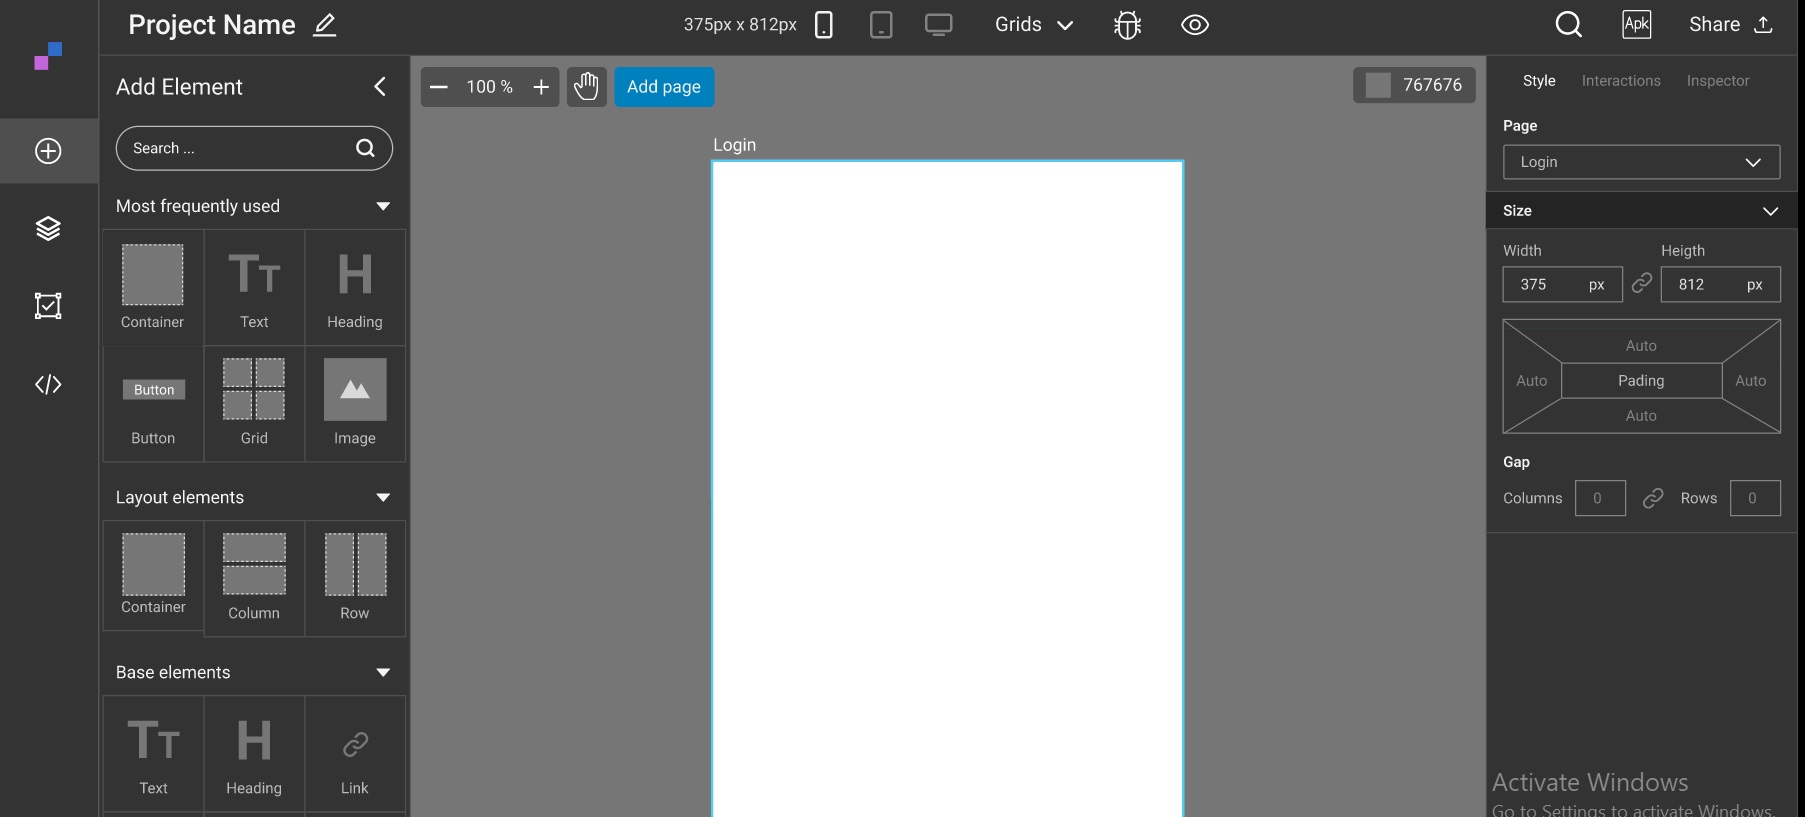 Project Name
375px x 812px
Grids
Apk
Share
Add Element
Search ...
Most frequently used
Container
Text
Heading
Button
Button
Grid
Image
Layout elements
Container
Column
Row
Base elements
Text
Heading
Link
100 %
Add page
767676
Login
Style
Interactions
Inspector
Page
Login
Size
Width
Heigth
375 px
812 px
Auto
Auto
Pading
Auto
Auto
Gap
Columns
0
Rows
0
Activate Windows
Go to Settings to activate Windows.